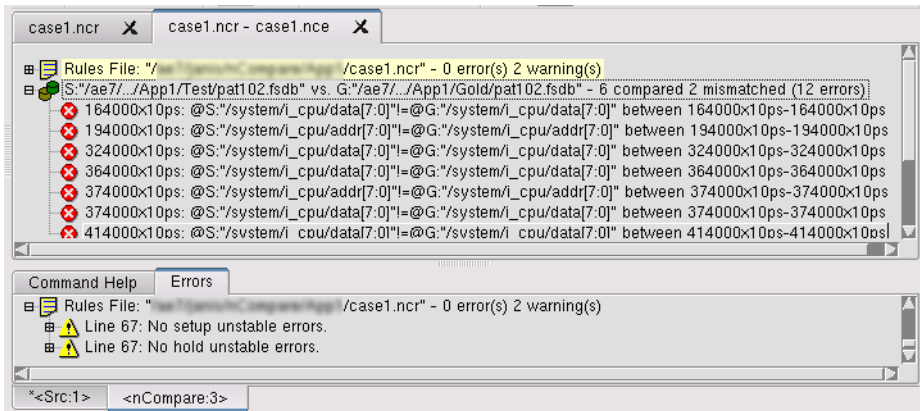 case1.ncr
case1.ncr - case1.nce
Rules File: "/ /case1.ncr" - 0 error(s) 2 warning(s)
S:"/ae7/.../App1/Test/pat102.fsdb" vs. G:"/ae7/.../App1/Gold/pat102.fsdb" - 6 compared 2 mismatched (12 errors)
164000x10ps: @S:"/system/i_cpu/data[7:0]"!=@G:"/system/i_cpu/data[7:0]" between 164000x10ps-164000x10ps
194000x10ps: @S:"/system/i_cpu/addr[7:0]"!=@G:"/system/i_cpu/addr[7:0]" between 194000x10ps-194000x10ps
324000x10ps: @S:"/system/i_cpu/data[7:0]"!=@G:"/system/i_cpu/data[7:0]" between 324000x10ps-324000x10ps
364000x10ps: @S:"/system/i_cpu/data[7:0]"!=@G:"/system/i_cpu/data[7:0]" between 364000x10ps-364000x10ps
374000x10ps: @S:"/system/i_cpu/addr[7:0]"!=@G:"/system/i_cpu/addr[7:0]" between 374000x10ps-374000x10ps
374000x10ps: @S:"/system/i_cpu/data[7:0]"!=@G:"/system/i_cpu/data[7:0]" between 374000x10ps-374000x10ps
414000x10ps: @S:"/system/i_cpu/data[7:0]"!=@G:"/system/i_cpu/data[7:0]" between 414000x10ps-414000x10ps
Command Help
Errors
Rules File: " /case1.ncr" - 0 error(s) 2 warning(s)
Line 67: No setup unstable errors.
Line 67: No hold unstable errors.
*<Src:1>
<nCompare:3>